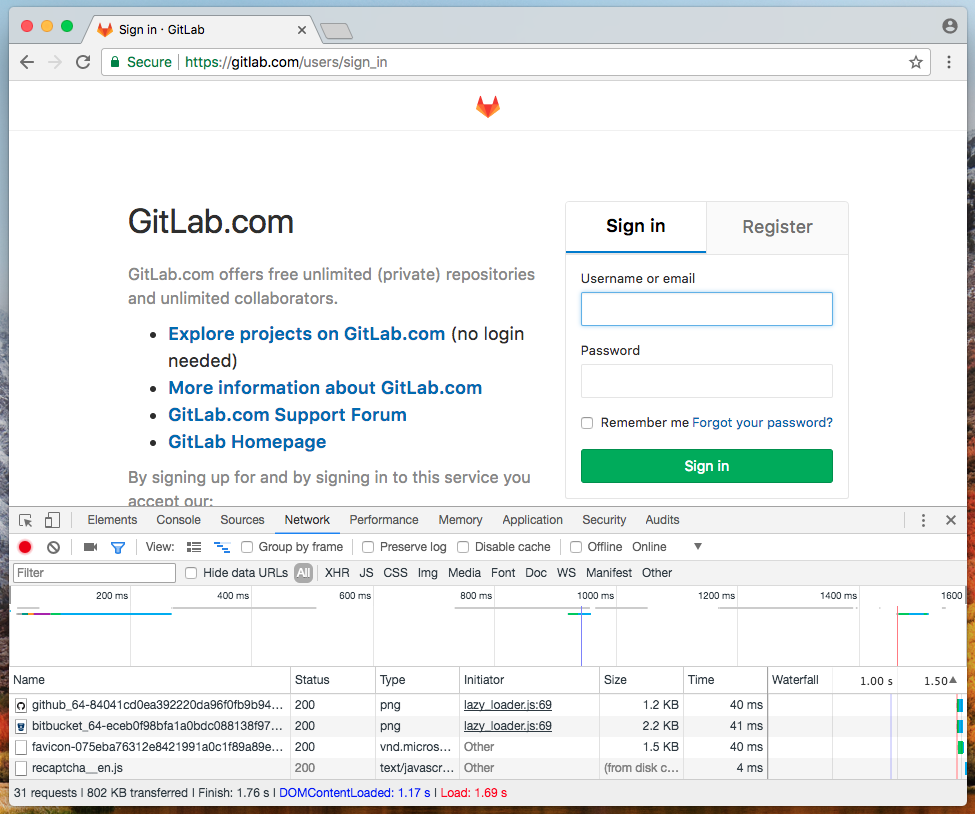 Sign in · GitLab
Secure
https://gitlab.com/users/sign_in
GitLab.com
GitLab.com offers free unlimited (private) repositories
and unlimited collaborators.
• Explore projects on GitLab.com (no login
needed)
• More information about GitLab.com
• GitLab.com Support Forum
• GitLab Homepage
By signing up for and by signing in to this service you
accept our:
Sign in Register
Username or email
Password
Remember me Forgot your password?
Sign in
Elements Console Sources Network Performance Memory Application Security Audits
View: Group by frame Preserve log Disable cache Offline Online
Filter Hide data URLs All XHR JS CSS Img Media Font Doc WS Manifest Other
200 ms 400 ms 600 ms 800 ms 1000 ms 1200 ms 1400 ms 1600
Name Status Type Initiator Size Time Waterfall 1.00 s 1.50
github_64-84041cd0ea392220da96f0fb9b94... 200 png lazy_loader.js:69 1.2 KB 40 ms
bitbucket_64-eceb0f98bfa1a0bdc088138f97... 200 png lazy_loader.js:69 2.2 KB 41 ms
favicon-075eba76312e8421991a0c1f89a89e... 200 vnd.micros... Other 1.5 KB 40 ms
recaptcha__en.js 200 text/javascr... Other (from disk c... 4 ms
31 requests | 802 KB transferred | Finish: 1.76 s | DOMContentLoaded: 1.17 s | Load: 1.69 s